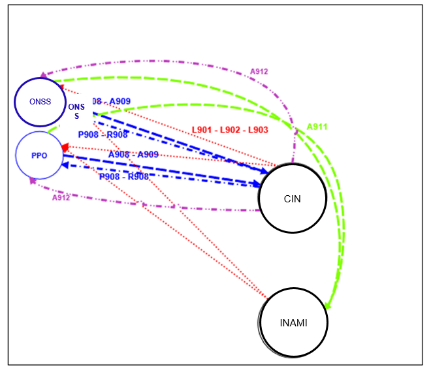 A912
ONSS
ONS
S
08 - A909
P908 - R908
L901 - L902 - L903
A911
PPO
A908 - A909
P908 - R908
A912
CIN
INAMI